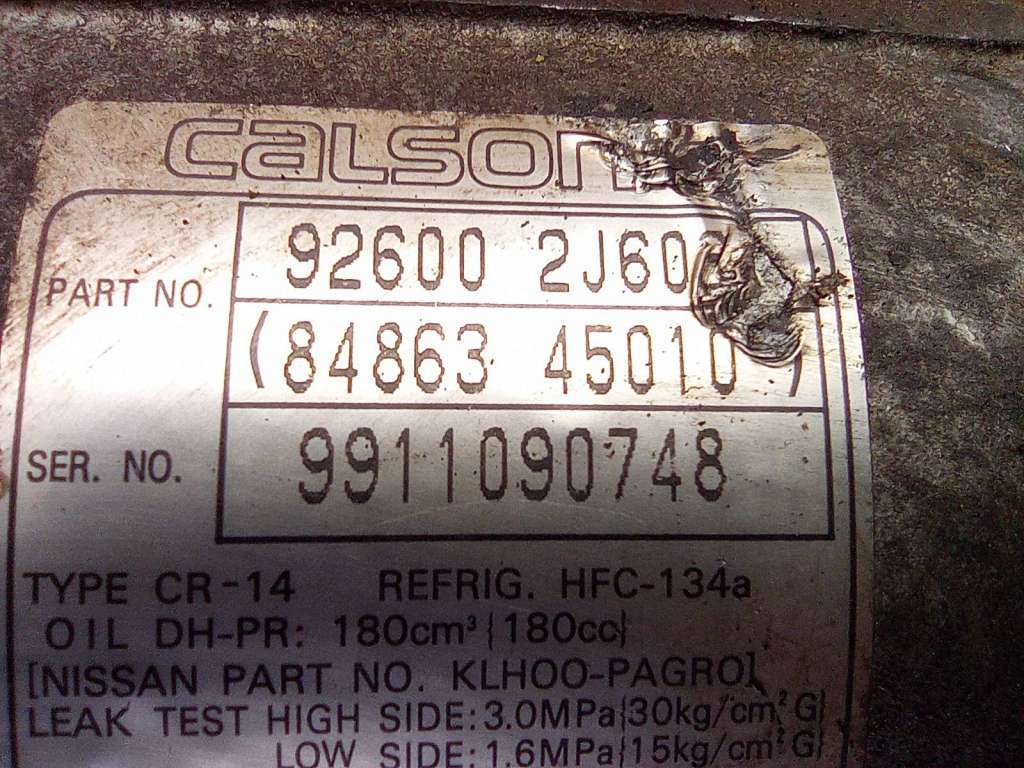 calson
PART NO. 92600 2J60
(84863 45010)
SER. NO. 9911090748
TYPE CR-14 REFRIG. HFC-134a
OIL DH-PR: 180cm³{180cc}
[NISSAN PART NO. KLHOO-PAGRO]
LEAK TEST HIGH SIDE:3.0MPa{30kg/cm²G}
LOW SIDE:1.6MPa{15kg/cm²G}